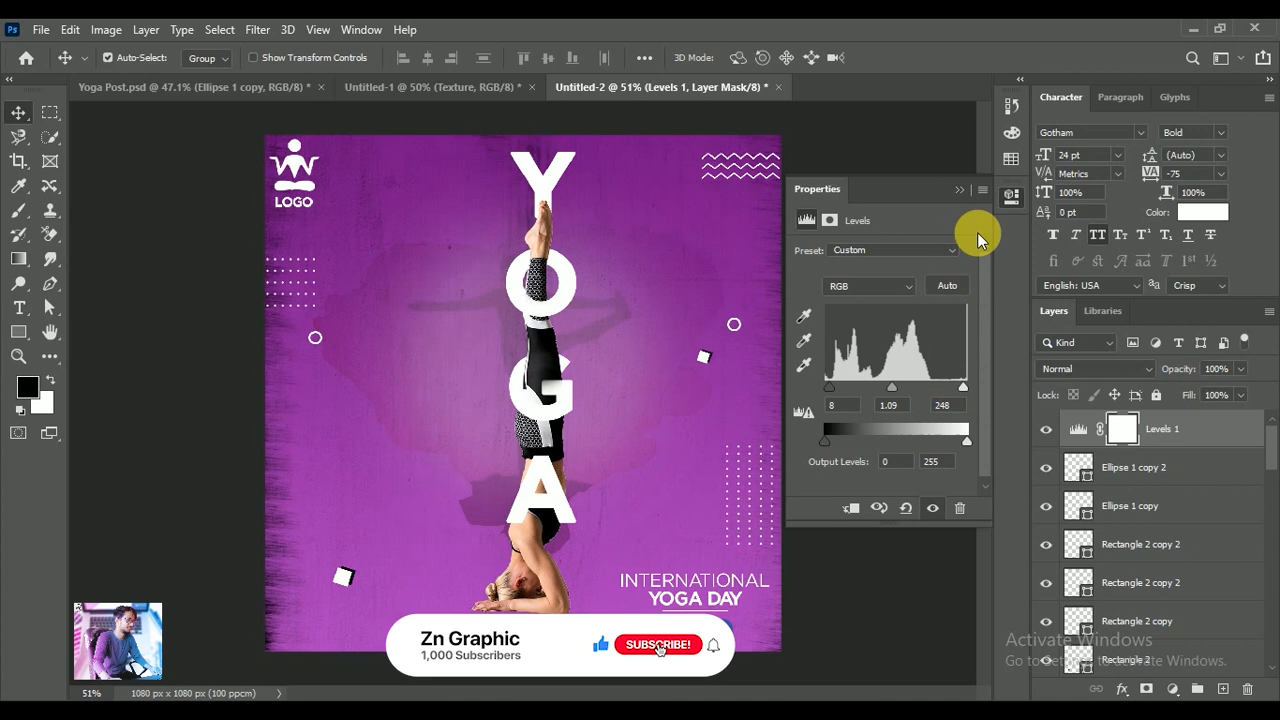 Ps File Edit Image Layer Type Select Filter 3D View Window Help
Auto-Select: Group Show Transform Controls 3D Mode:
Yoga Post.psd @ 47.1% (Ellipse 1 copy, RGB/8) * × Untitled-1 @ 50% (Texture, RGB/8) * × Untitled-2 @ 51% (Levels 1, Layer Mask/8) * ×
Character Paragraph Glyphs
Gotham Bold
24 pt (Auto)
Metrics -75
100% 100%
0 pt Color:
English: USA Crisp
Properties
Levels
Preset: Custom
RGB Auto
8 1.09 248
Output Levels: 0 255
Layers Libraries
Kind
Normal Opacity: 100%
Lock: Fill: 100%
Levels 1
Ellipse 1 copy 2
Ellipse 1 copy
Rectangle 2 copy 2
Rectangle 2 copy 2
Rectangle 2 copy
Rectangle 2
LOGO
Y
O
G
A
INTERNATIONAL
YOGA DAY
Zn Graphic
1,000 Subscribers
SUBSCRIBE!
Activate Windows
51% 1080 px x 1080 px (100 ppcm)